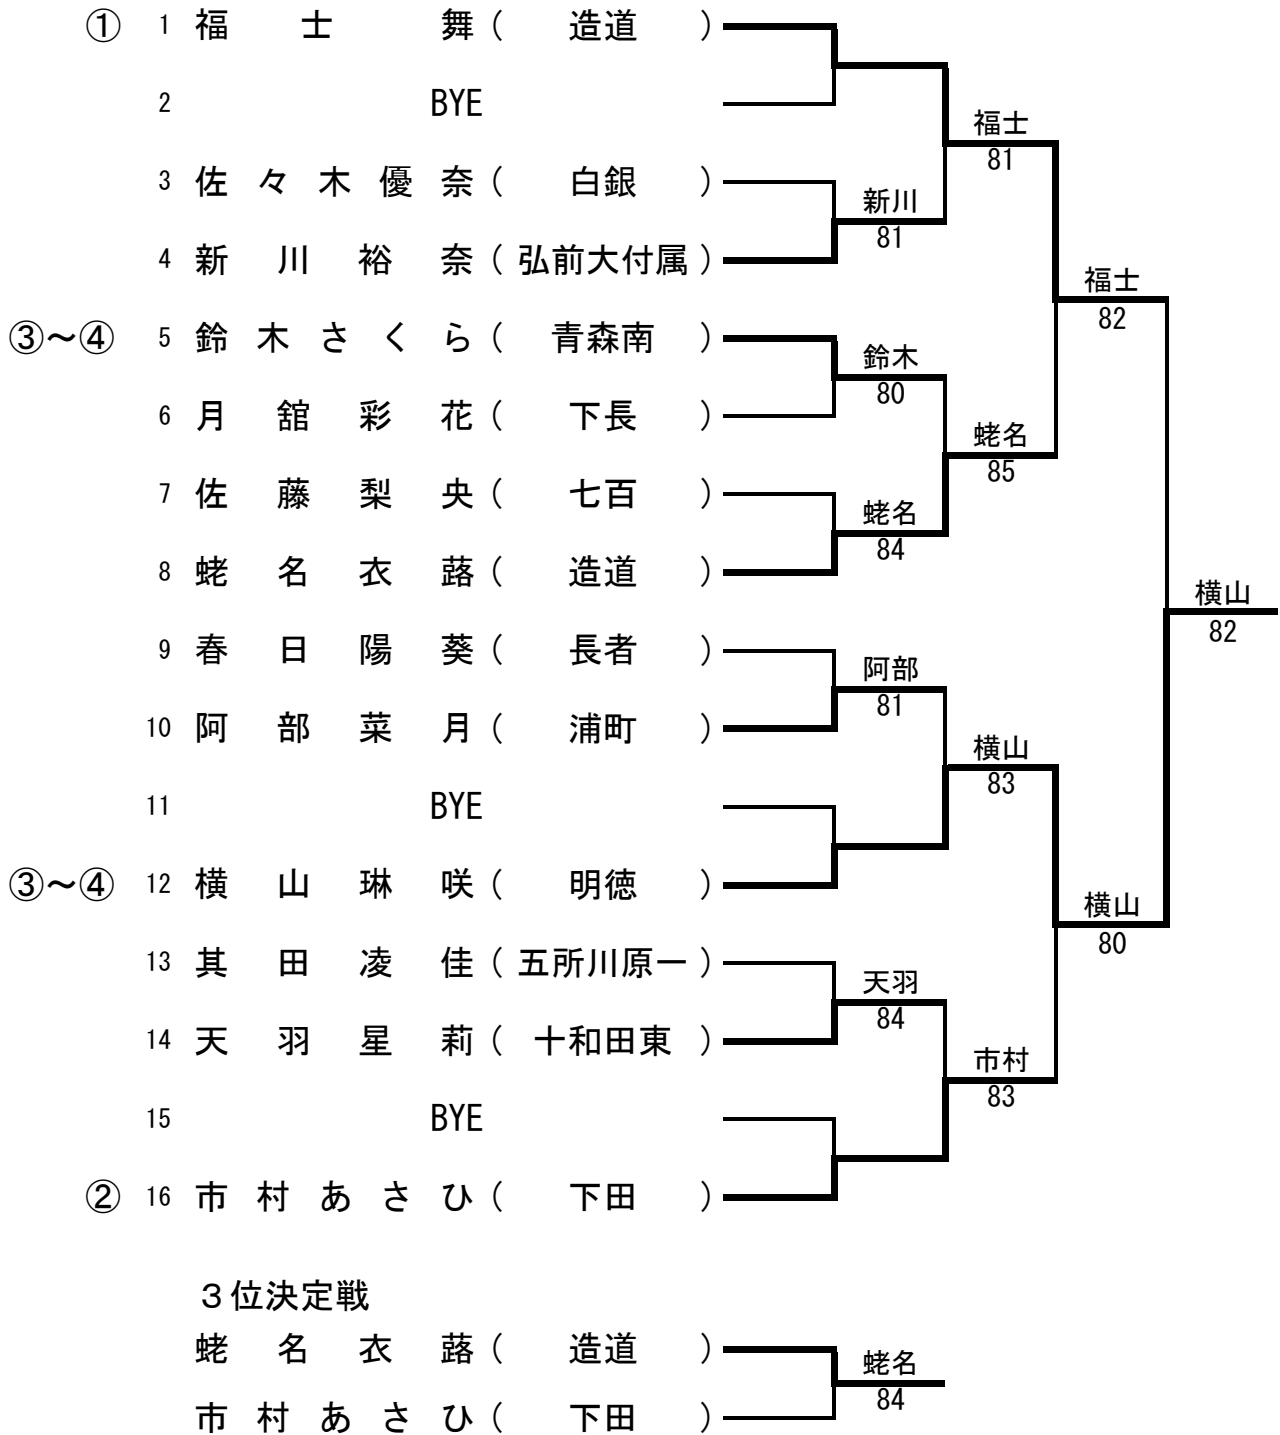 ① 1 福士舞（造道）
2 BYE
福士
81
3 佐々木優奈（白銀）
新川
81
4 新川裕奈（弘前大付属）
福士
82
③～④ 5 鈴木さくら（青森南）
鈴木
80
6 月舘彩花（下長）
蛯名
85
7 佐藤梨央（七百）
蛯名
84
8 蛯名衣蕗（造道）
横山
82
9 春日陽葵（長者）
阿部
81
10 阿部菜月（浦町）
横山
83
11 BYE
③～④ 12 横山琳咲（明徳）
横山
80
13 其田凌佳（五所川原一）
天羽
84
14 天羽星莉（十和田東）
市村
83
15 BYE
② 16 市村あさひ（下田）
３位決定戦
蛯名衣蕗（造道）
蛯名
84
市村あさひ（下田）